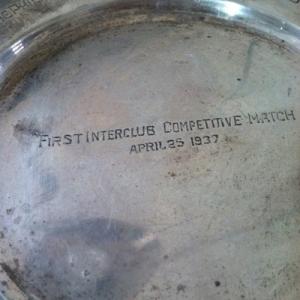 FIRST INTERCLUB COMPETITIVE MATCH
APRIL 25 1937